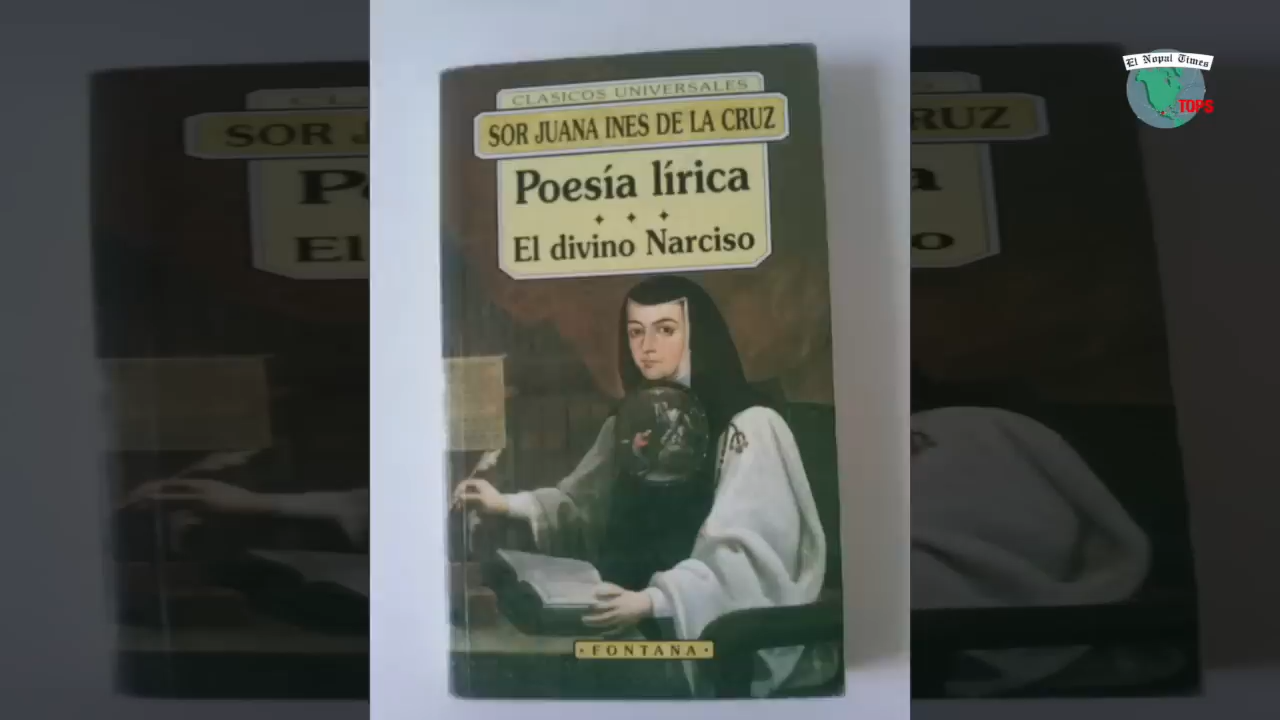 CLASICOS UNIVERSALES
SOR JUANA INES DE LA CRUZ
Poesía lírica
El divino Narciso
FONTANA
El Nopal Times
TOPS